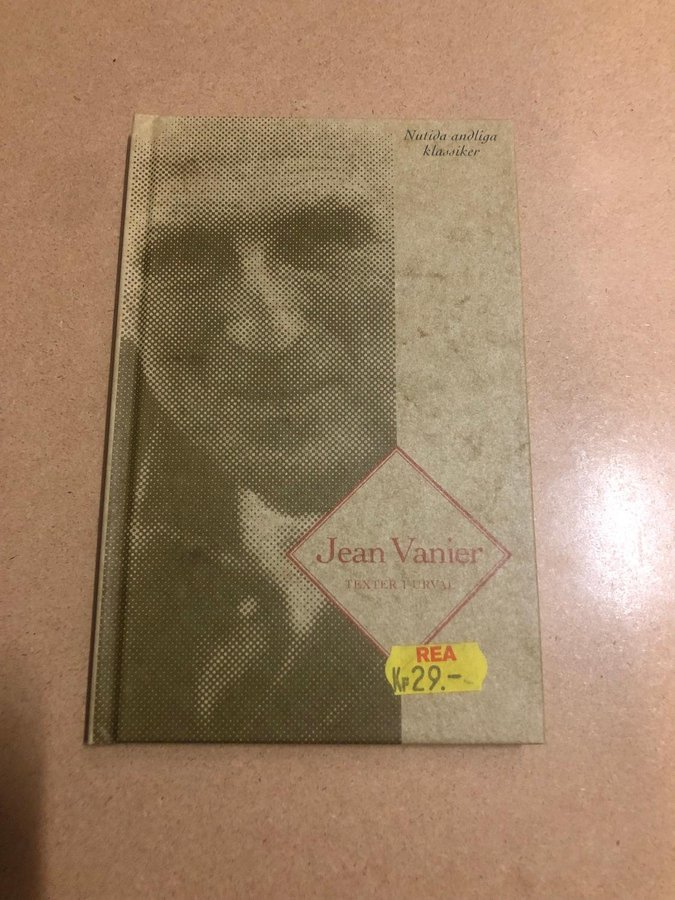 Nutida andliga
klassiker
Jean Vanier
TEXTER I URVAL
REA
Kr 29.-